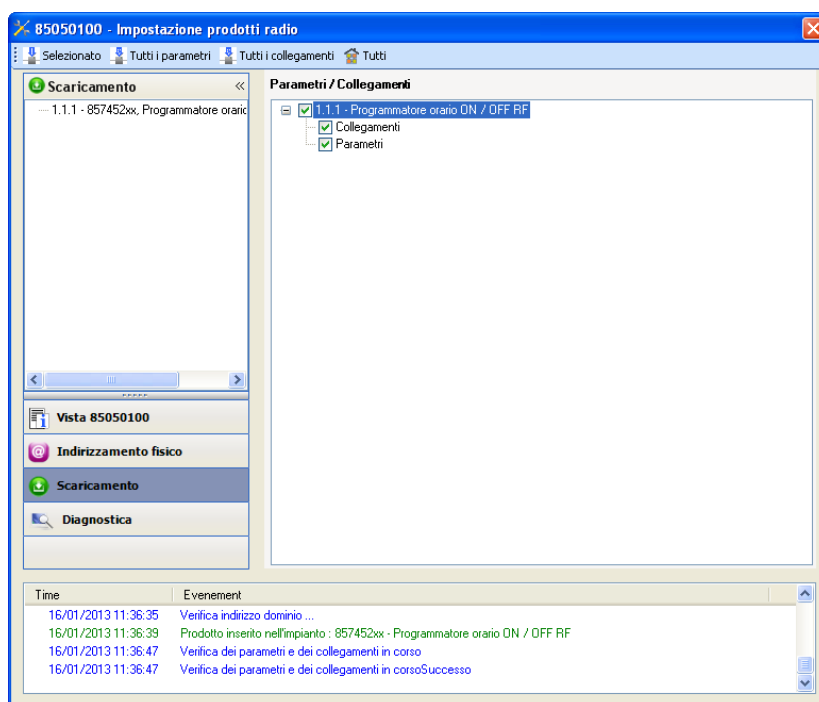 85050100 - Impostazione prodotti radio
Selezionato Tutti i parametri Tutti i collegamenti Tutti
Scaricamento
1.1.1 - 857452xx, Programmatore orario
Parametri / Collegamenti
1.1.1 - Programmatore orario ON / OFF RF
Collegamenti
Parametri
Vista 85050100
Indirizzamento fisico
Scaricamento
Diagnostica
Time Evenement
16/01/2013 11:36:35 Verifica indirizzo dominio ...
16/01/2013 11:36:39 Prodotto inserito nell'impianto : 857452xx - Programmatore orario ON / OFF RF
16/01/2013 11:36:47 Verifica dei parametri e dei collegamenti in corso
16/01/2013 11:36:47 Verifica dei parametri e dei collegamenti in corsoSuccesso